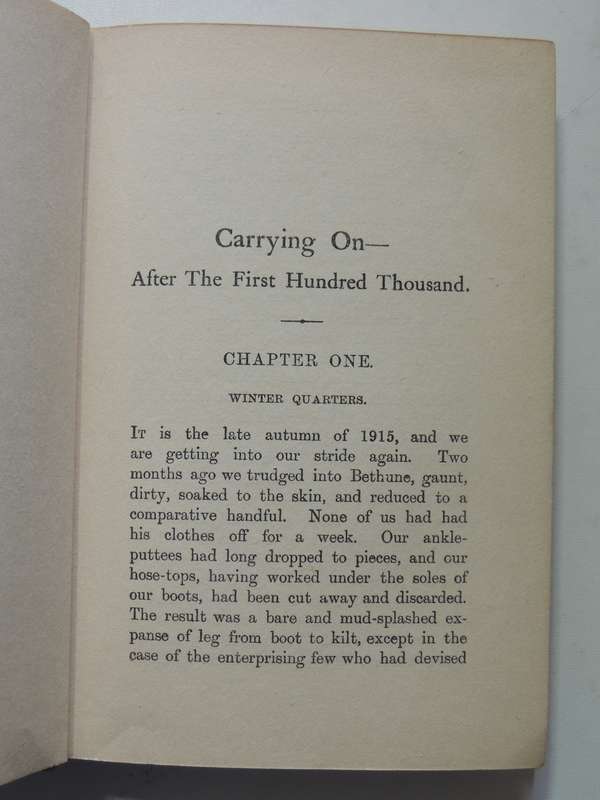 Carrying On—
After The First Hundred Thousand.
CHAPTER ONE.
WINTER QUARTERS.
It is the late autumn of 1915, and we
are getting into our stride again. Two
months ago we trudged into Bethune, gaunt,
dirty, soaked to the skin, and reduced to a
comparative handful. None of us had had
his clothes off for a week. Our ankle-
puttees had long dropped to pieces, and our
hose-tops, having worked under the soles of
our boots, had been cut away and discarded.
The result was a bare and mud-splashed ex-
panse of leg from boot to kilt, except in the
case of the enterprising few who had devised